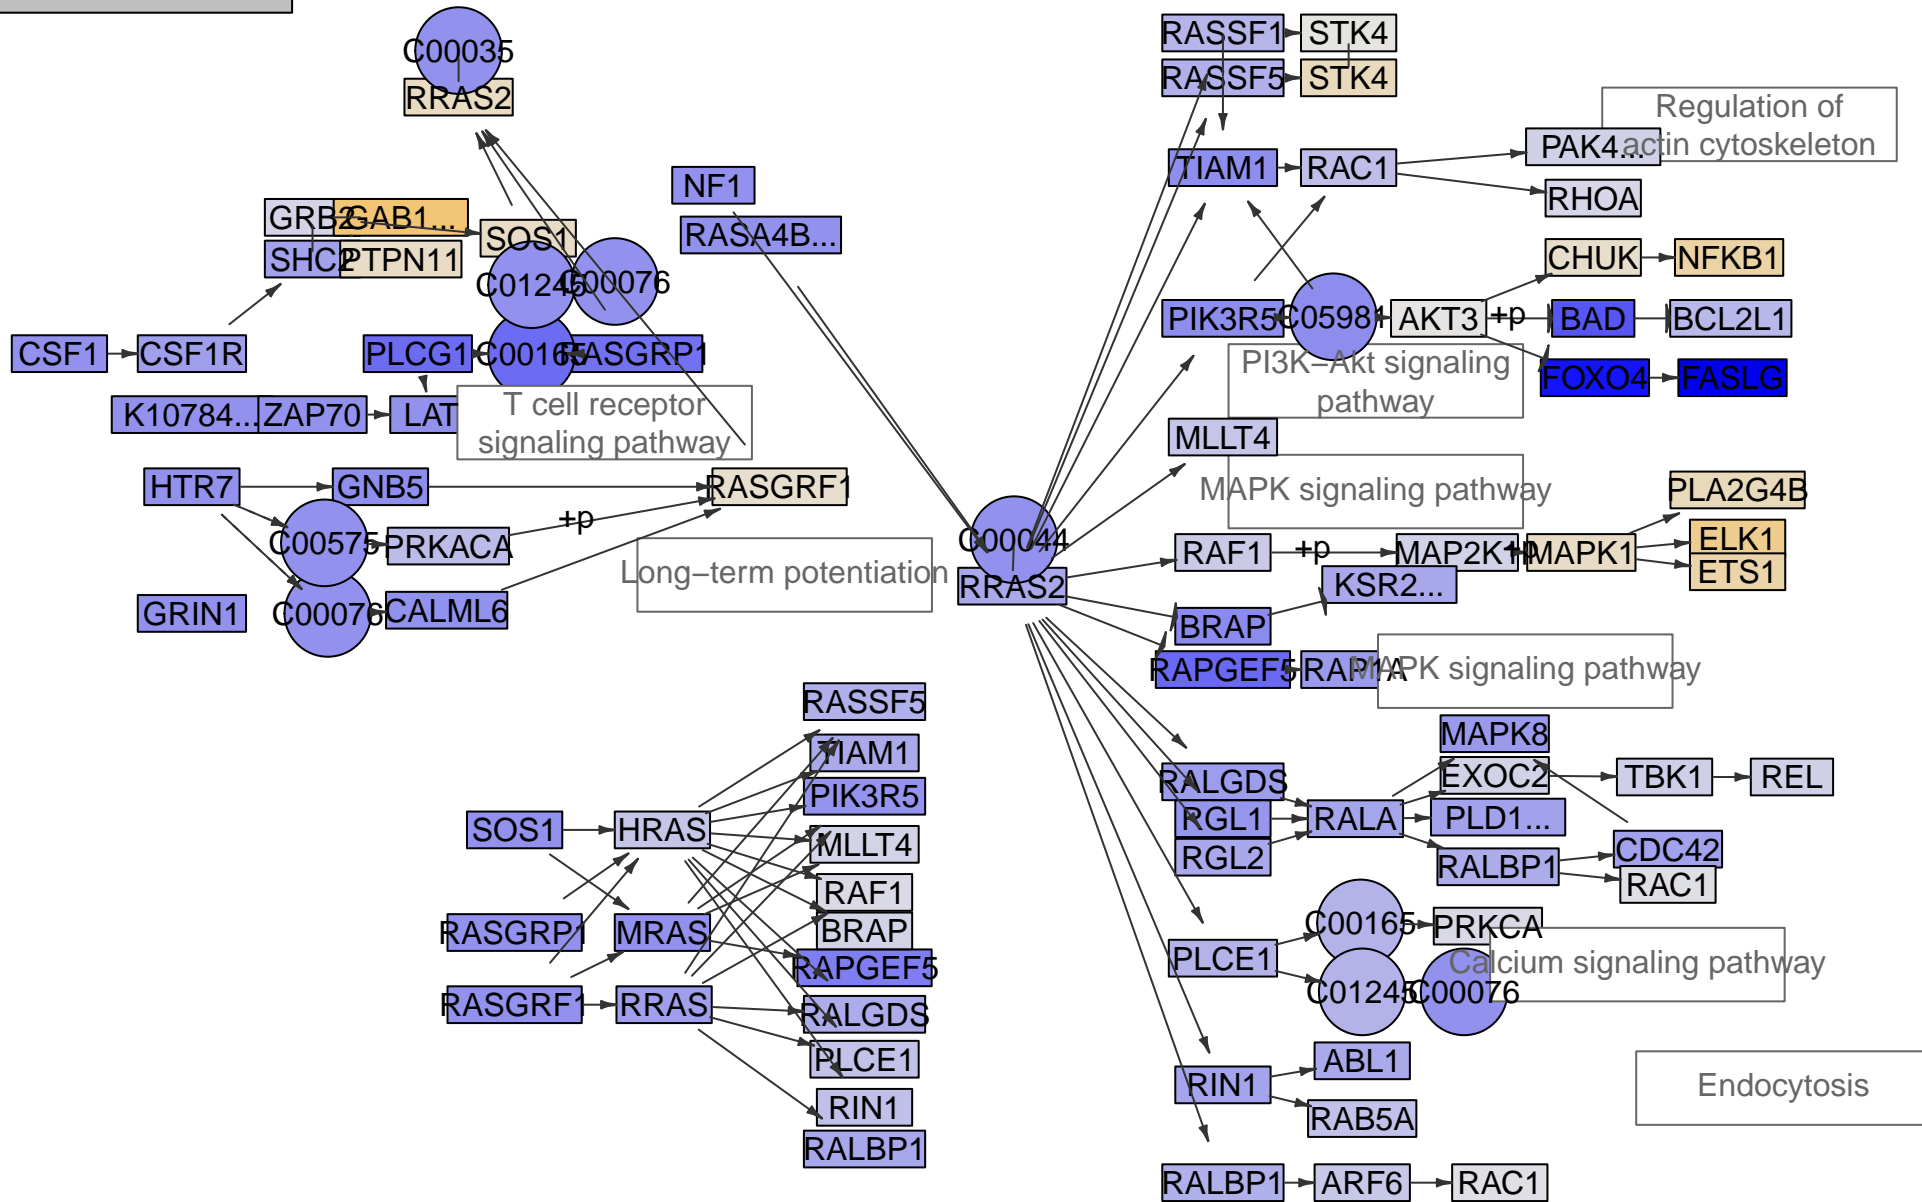 C00035
RRAS2
NF1
RASA4B...
GRB2
GAB1...
SOS1
SHC2
PTPN11
C01245
C00076
CSF1
CSF1R
PLCG1
C00165
RASGRP1
K10784...
ZAP70
LAT
T cell receptor
signaling pathway
HTR7
GNB5
RASGRF1
+p
C00575
PRKACA
GRIN1
C00076
CALML6
Long−term potentiation
C00044
RRAS2
RASSF1
STK4
RASSF5
STK4
Regulation of
actin cytoskeleton
PAK4...
TIAM1
RAC1
RHOA
CHUK
NFKB1
PIK3R5
C05981
AKT3
+p
BAD
BCL2L1
PI3K−Akt signaling
pathway
FOXO4
FASLG
MLLT4
MAPK signaling pathway
PLA2G4B
RAF1
+p
MAP2K1
+p
MAPK1
ELK1
ETS1
KSR2...
BRAP
RAPGEF5
RAP1A
MAPK signaling pathway
RASSF5
TIAM1
PIK3R5
SOS1
HRAS
MLLT4
RAF1
RASGRP1
MRAS
BRAP
RAPGEF5
RASGRF1
RRAS
RALGDS
PLCE1
RIN1
RALBP1
MAPK8
RALGDS
EXOC2
TBK1
REL
RGL1
RALA
PLD1...
RGL2
RALBP1
CDC42
RAC1
C00165
PRKCA
PLCE1
Calcium signaling pathway
C01245
C00076
ABL1
RIN1
RAB5A
Endocytosis
RALBP1
ARF6
RAC1